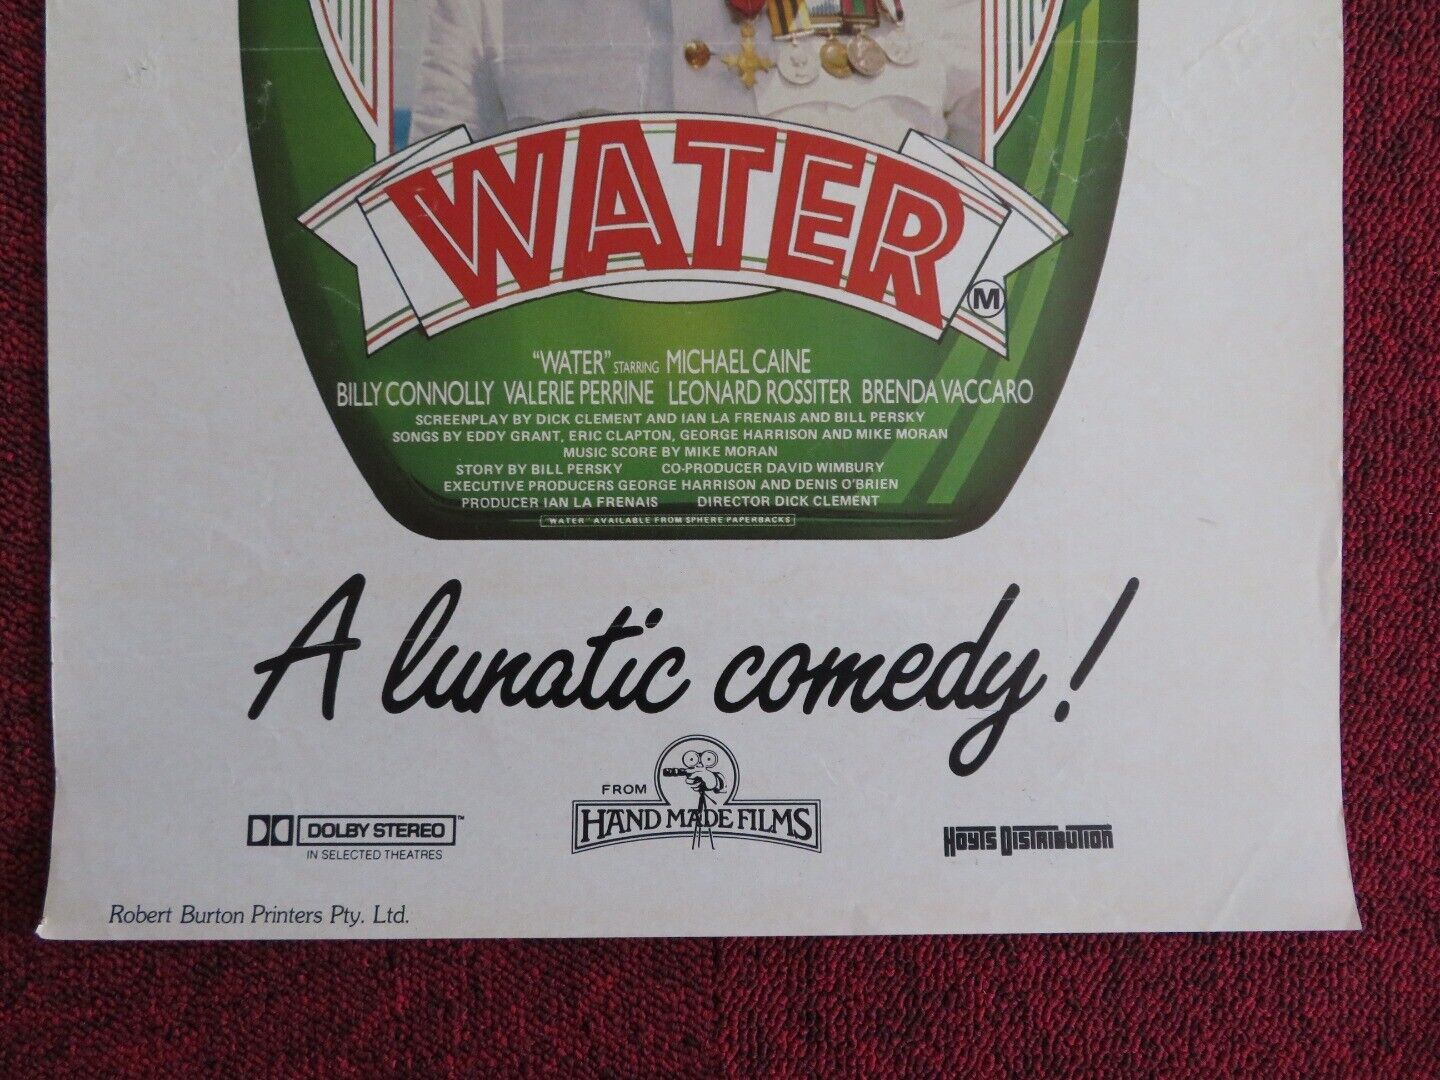 WATER
M
"WATER" STARRING MICHAEL CAINE
BILLY CONNOLLY VALERIE PERRINE LEONARD ROSSITER BRENDA VACCARO
SCREENPLAY BY DICK CLEMENT AND IAN LA FRENAIS AND BILL PERSKY
SONGS BY EDDY GRANT, ERIC CLAPTON, GEORGE HARRISON AND MIKE MORAN
MUSIC SCORE BY MIKE MORAN
STORY BY BILL PERSKY CO-PRODUCER DAVID WIMBURY
EXECUTIVE PRODUCERS GEORGE HARRISON AND DENIS O'BRIEN
PRODUCER IAN LA FRENAIS DIRECTOR DICK CLEMENT
"WATER" AVAILABLE FROM SPHERE PAPERBACKS
A lunatic comedy!
FROM
HAND MADE FILMS
DOLBY STEREO™
IN SELECTED THEATRES
HOYTS DISTRIBUTION
Robert Burton Printers Pty. Ltd.